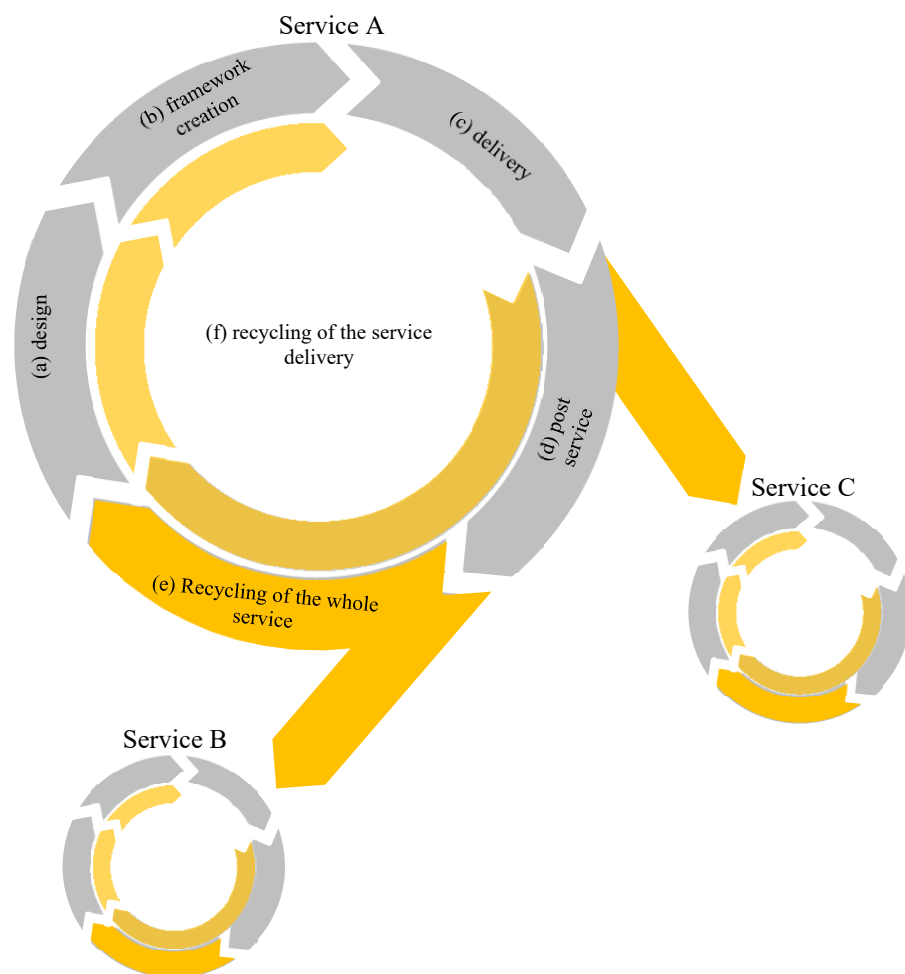 Service A
(b) framework
creation
(c) delivery
(a) design
(f) recycling of the service
delivery
(d) post
service
(e) Recycling of the whole
service
Service C
Service B